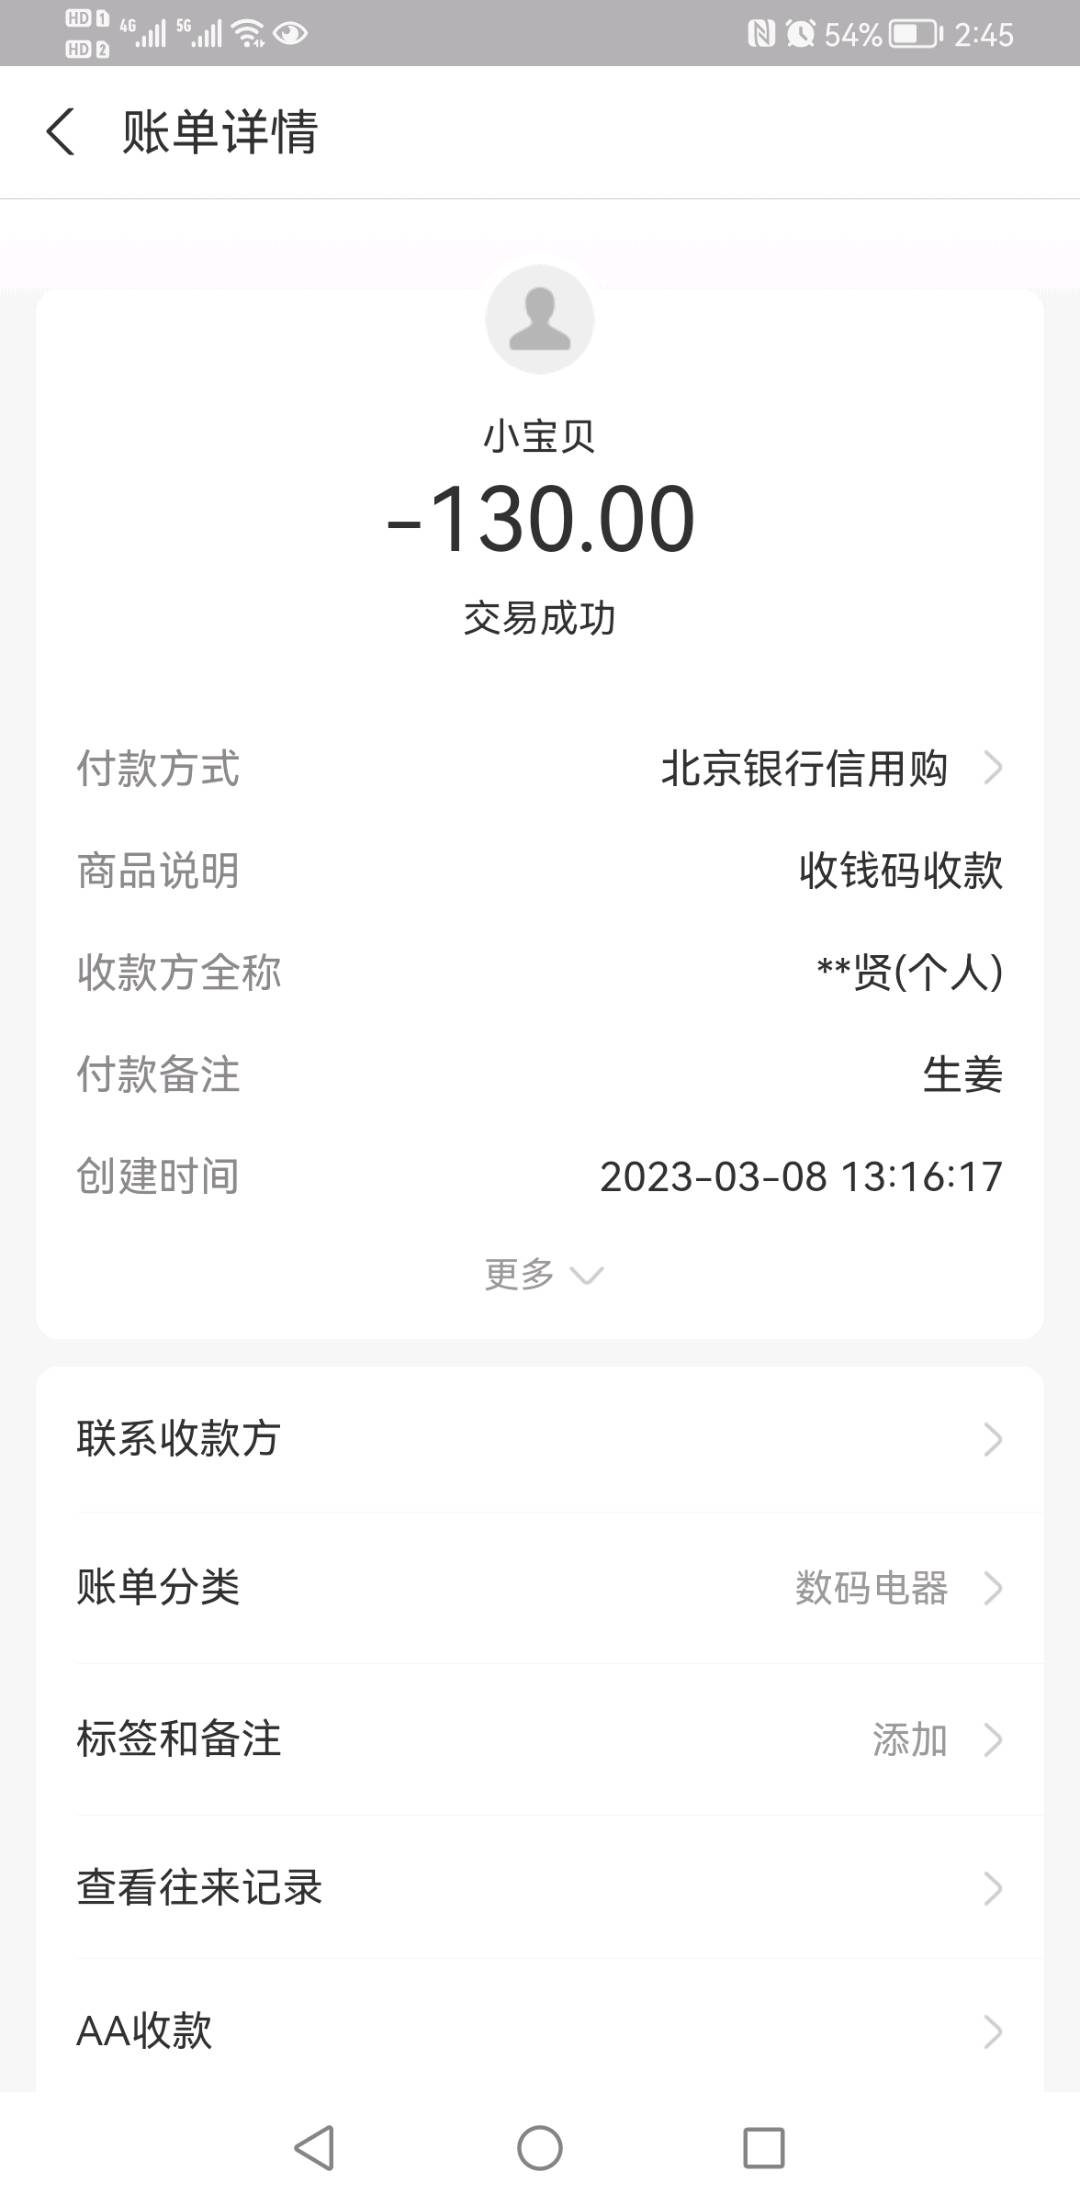 HD 1 4G 5G 54% 2:45
HD 2
账单详情
小宝贝
-130.00
交易成功
付款方式 北京银行信用购
商品说明 收钱码收款
收款方全称 **贤(个人)
付款备注 生姜
创建时间 2023-03-08 13:16:17
更多
联系收款方
账单分类 数码电器
标签和备注 添加
查看往来记录
AA收款